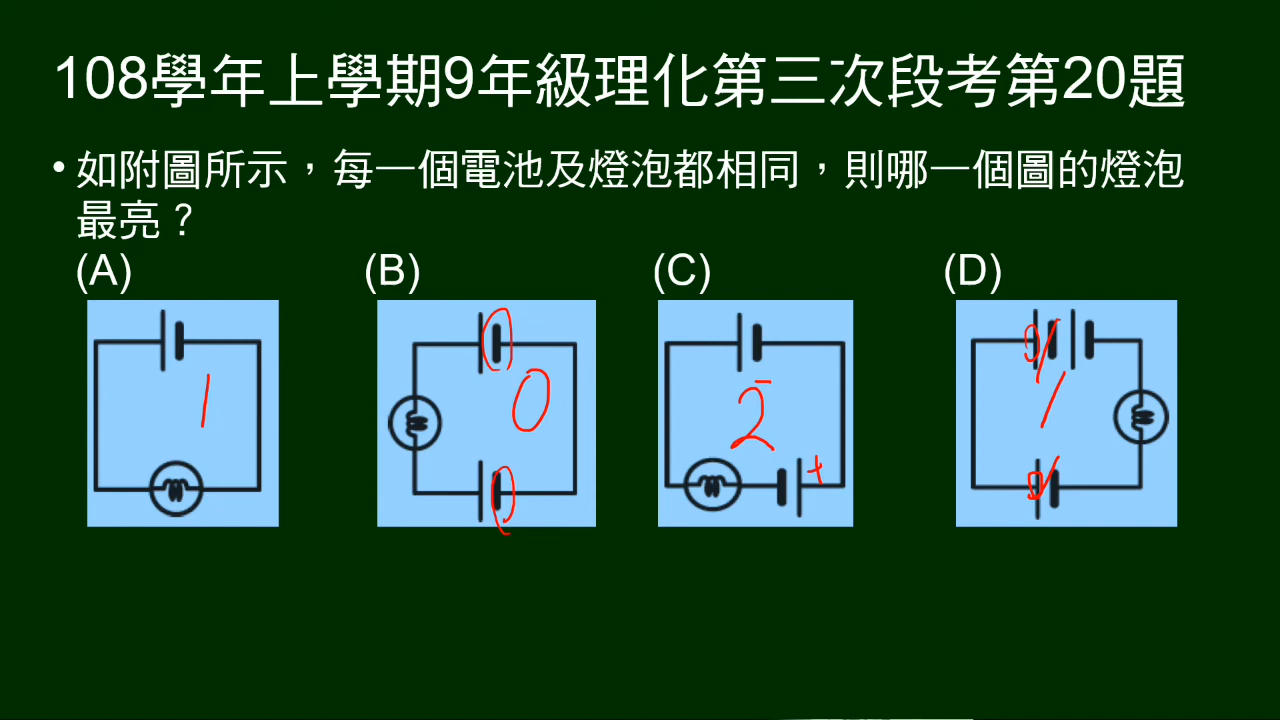 108學年上學期9年級理化第三次段考第20題
•如附圖所示，每一個電池及燈泡都相同，則哪一個圖的燈泡
最亮？
(A) (B) (C) (D)
1 0 2 1
+